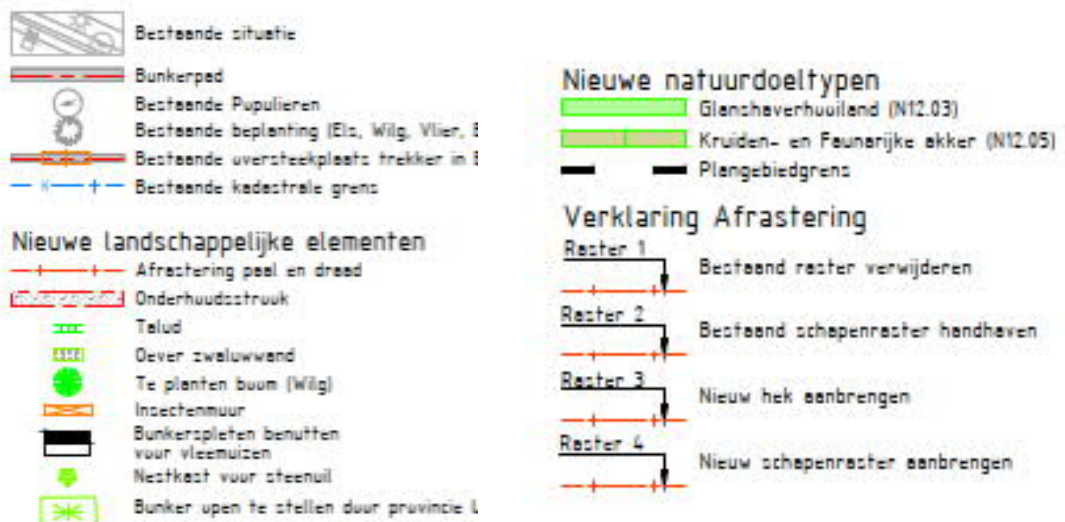 Bestaande situatie
Bunkerpad
Bestaande Pupulieren
Bestaande beplanting (Els, Wilg, Vlier,
Bestaande oversteekplaats trekker in
Bestaande kadastrale grens
Nieuwe landschappelijke elementen
Afrastering paal en draad
Onderhoudsstrook
Talud
Oever zwaluwwand
Te planten boom (Wilg)
Insectenmuur
Bunkerspleten benutten
voor vleemuizen
Nestkast voor steenuil
Bunker open te stellen door provincie
Nieuwe natuurdoeltypen
Glanshaverhooiland (N12.03)
Kruiden- en Faunarijke akker (N12.05)
Plangebiedgrens
Verklaring Afrastering
Raster 1
Bestaand raster verwijderen
Raster 2
Bestaand schapenraster handhaven
Raster 3
Nieuw hek aanbrengen
Raster 4
Nieuw schapenraster aanbrengen